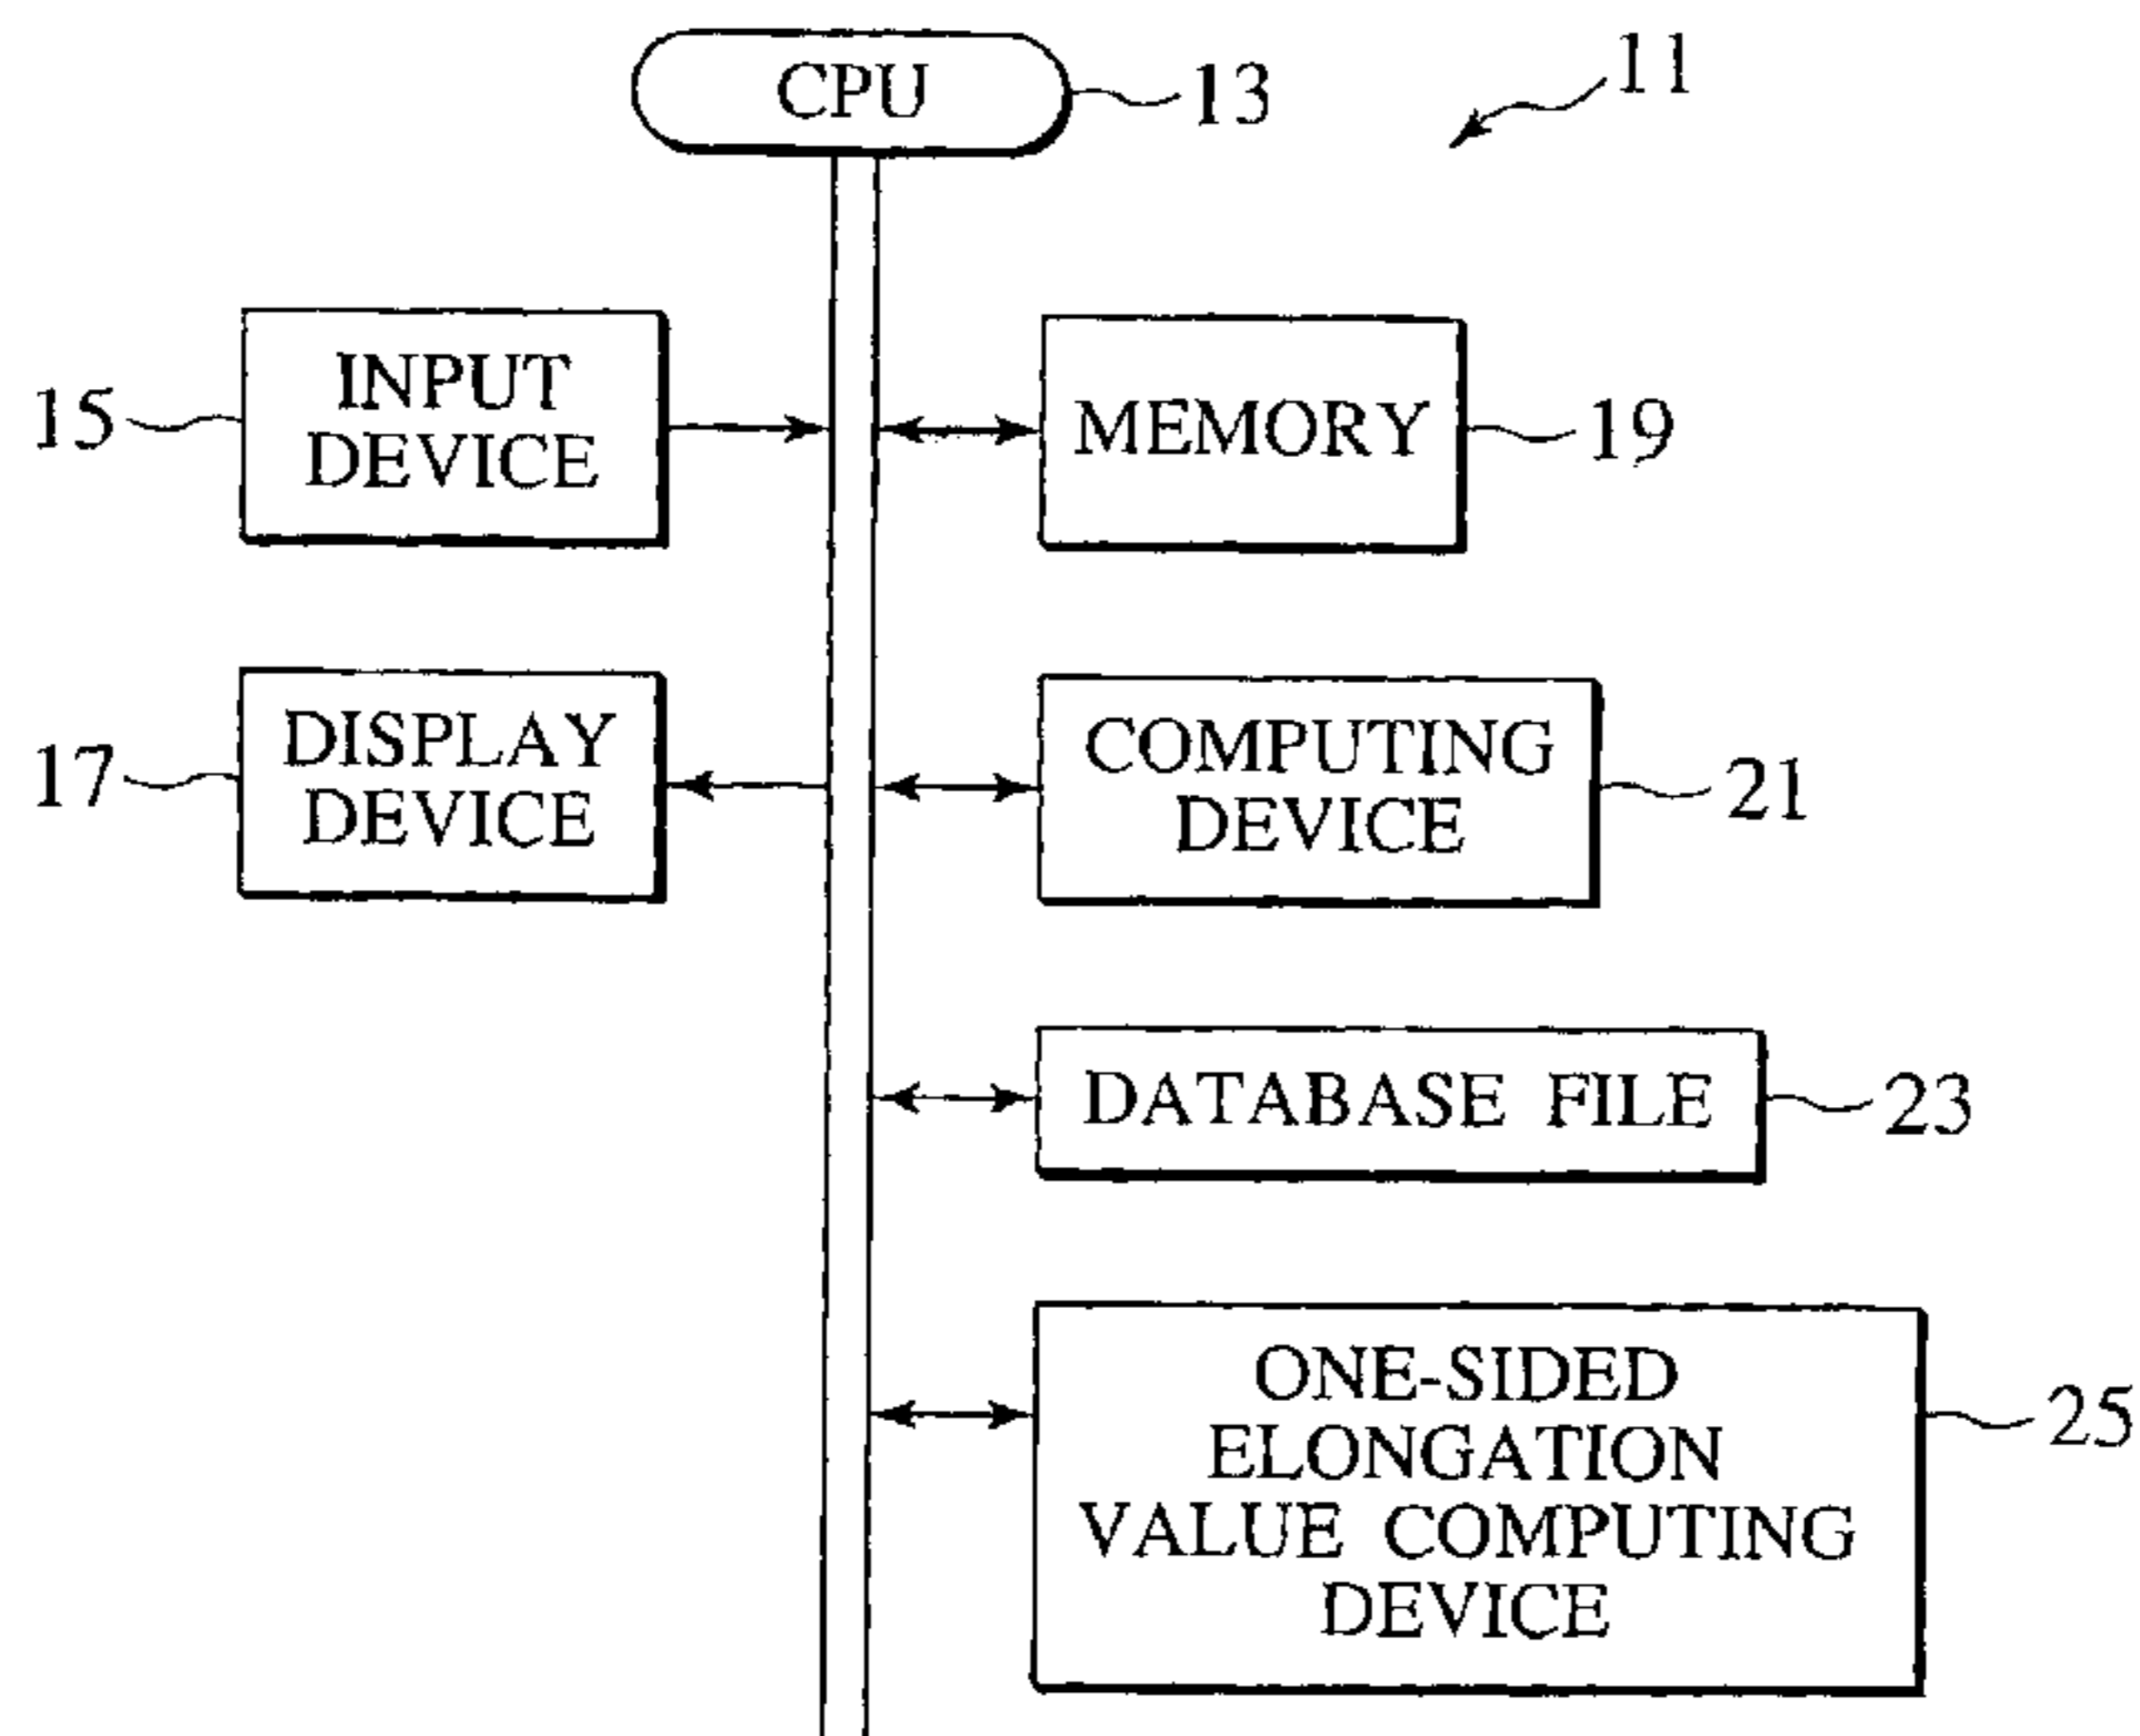 CPU
13
11
INPUT
DEVICE
15
MEMORY
19
DISPLAY
DEVICE
17
COMPUTING
DEVICE
21
DATABASE FILE
23
ONE-SIDED
ELONGATION
VALUE COMPUTING
DEVICE
25